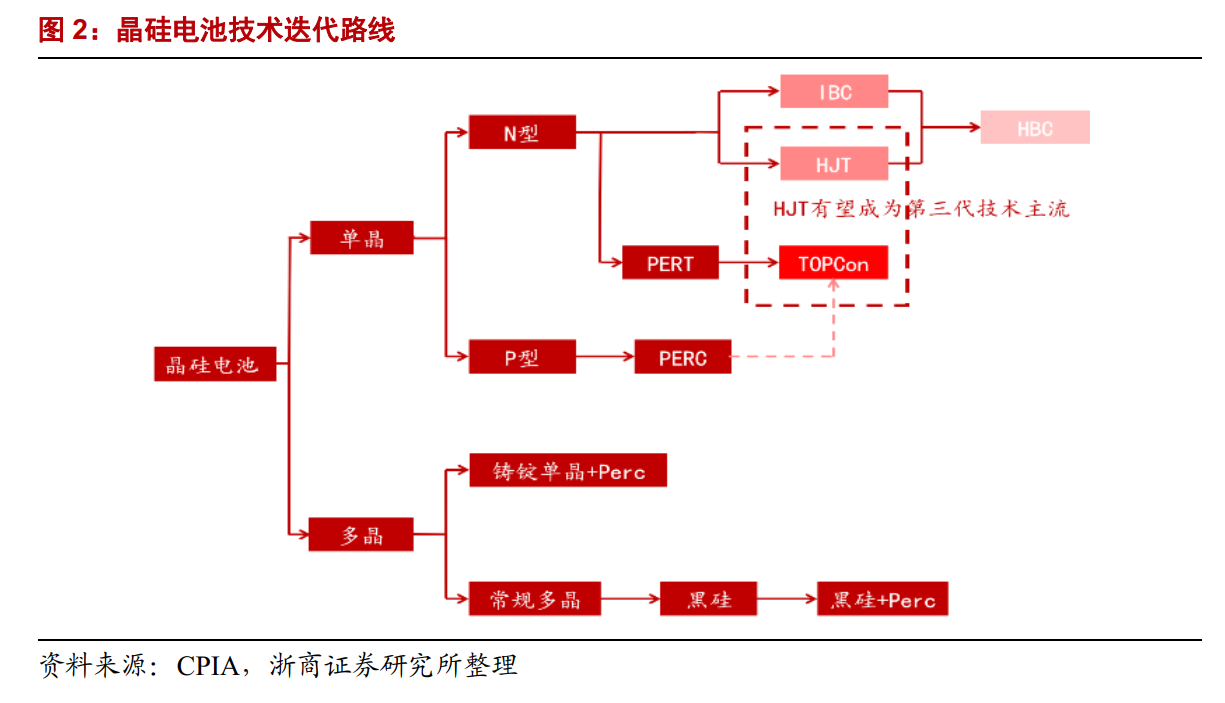 图 2：晶硅电池技术迭代路线
IBC
HBC
N型
HJT
HJT有望成为第三代技术主流
单晶
PERT
TOPCon
晶硅电池
P型
PERC
铸锭单晶+Perc
多晶
常规多晶
黑硅
黑硅+Perc
资料来源：CPIA，浙商证券研究所整理